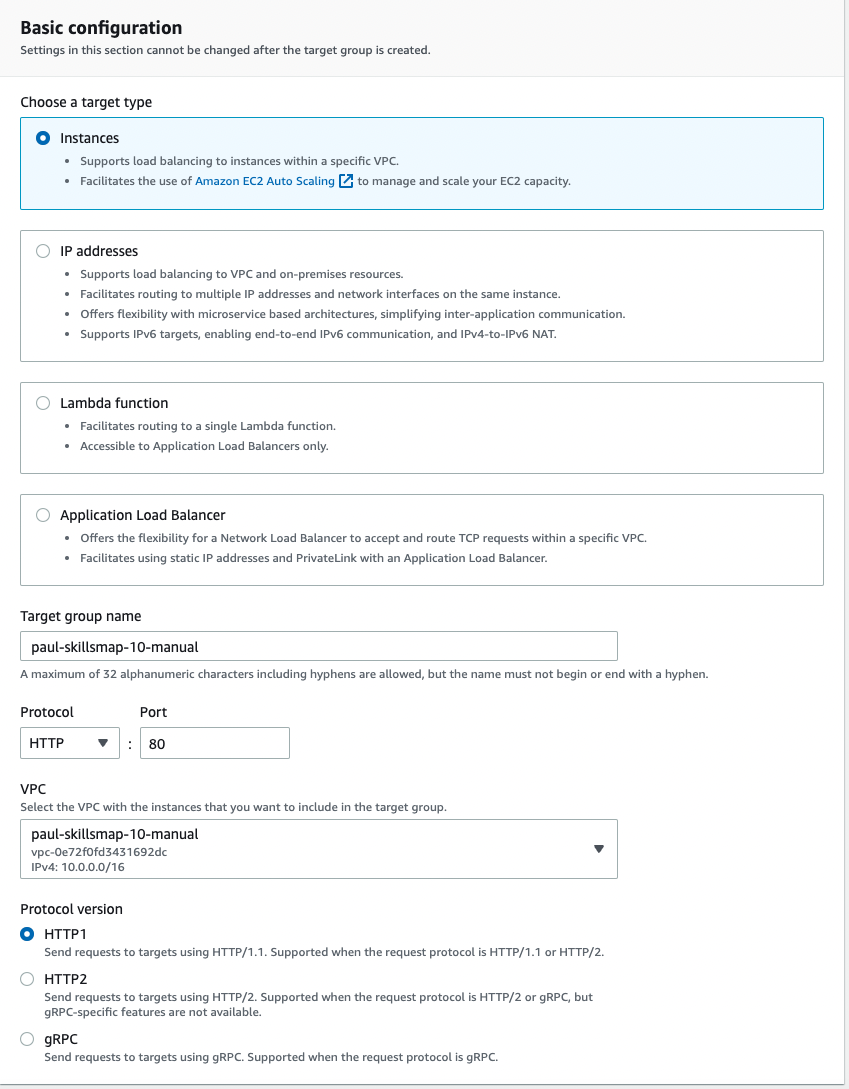 Basic configuration
Settings in this section cannot be changed after the target group is created.
Choose a target type
Instances
• Supports load balancing to instances within a specific VPC.
• Facilitates the use of Amazon EC2 Auto Scaling to manage and scale your EC2 capacity.
IP addresses
• Supports load balancing to VPC and on-premises resources.
• Facilitates routing to multiple IP addresses and network interfaces on the same instance.
• Offers flexibility with microservice based architectures, simplifying inter-application communication.
• Supports IPv6 targets, enabling end-to-end IPv6 communication, and IPv4-to-IPv6 NAT.
Lambda function
• Facilitates routing to a single Lambda function.
• Accessible to Application Load Balancers only.
Application Load Balancer
• Offers the flexibility for a Network Load Balancer to accept and route TCP requests within a specific VPC.
• Facilitates using static IP addresses and PrivateLink with an Application Load Balancer.
Target group name
paul-skillsmap-10-manual
A maximum of 32 alphanumeric characters including hyphens are allowed, but the name must not begin or end with a hyphen.
Protocol Port
HTTP : 80
VPC
Select the VPC with the instances that you want to include in the target group.
paul-skillsmap-10-manual
vpc-0e72f0fd3431692dc
IPv4: 10.0.0.0/16
Protocol version
HTTP1
Send requests to targets using HTTP/1.1. Supported when the request protocol is HTTP/1.1 or HTTP/2.
HTTP2
Send requests to targets using HTTP/2. Supported when the request protocol is HTTP/2 or gRPC, but
gRPC-specific features are not available.
gRPC
Send requests to targets using gRPC. Supported when the request protocol is gRPC.